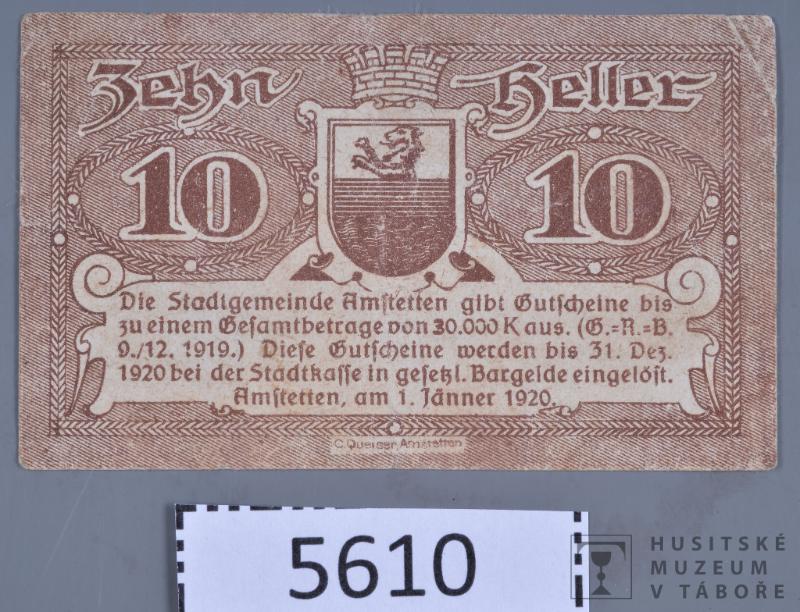 Zehn Heller
10 10
Die Stadtgemeinde Amstetten gibt Gutscheine bis
zu einem Gesamtbetrage von 30.000 K aus. (G.=R.=B.
9./12. 1919.) Diese Gutscheine werden bis 31. Dez.
1920 bei der Stadtkasse in gesetzl. Bargelde eingelöst.
Amstetten, am 1. Jänner 1920.
C. Queiser, Amstetten
5610
HUSITSKÉ
MUZEUM
V TÁBOŘE